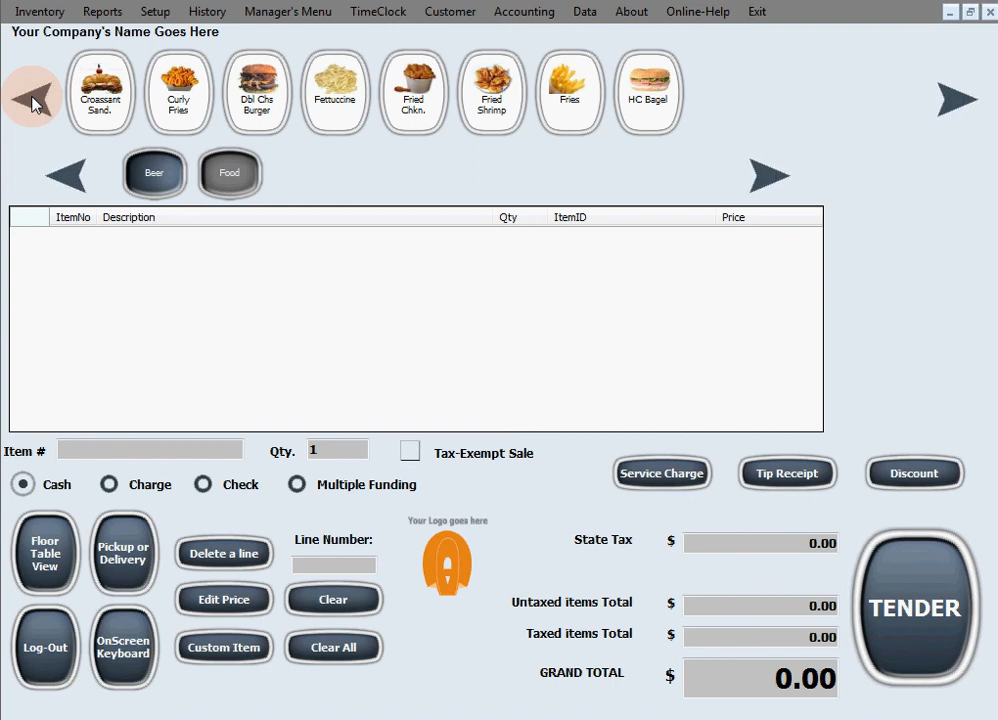 Inventory Reports Setup History Manager's Menu TimeClock Customer Accounting Data About Online-Help Exit
Your Company's Name Goes Here
Croassant
Sand.
Curly
Fries
Dbl Chs
Burger
Fettuccine
Fried
Chkn.
Fried
Shrimp
Fries
HC Bagel
Beer
Food
ItemNo Description Qty ItemID Price
Item #
Qty. 1
Tax-Exempt Sale
Cash
Charge
Check
Multiple Funding
Service Charge
Tip Receipt
Discount
Floor
Table
View
Pickup or
Delivery
Log-Out
OnScreen
Keyboard
Delete a line
Line Number:
Edit Price
Clear
Custom Item
Clear All
Your Logo goes here
State Tax $ 0.00
Untaxed items Total $ 0.00
Taxed items Total $ 0.00
GRAND TOTAL $ 0.00
TENDER